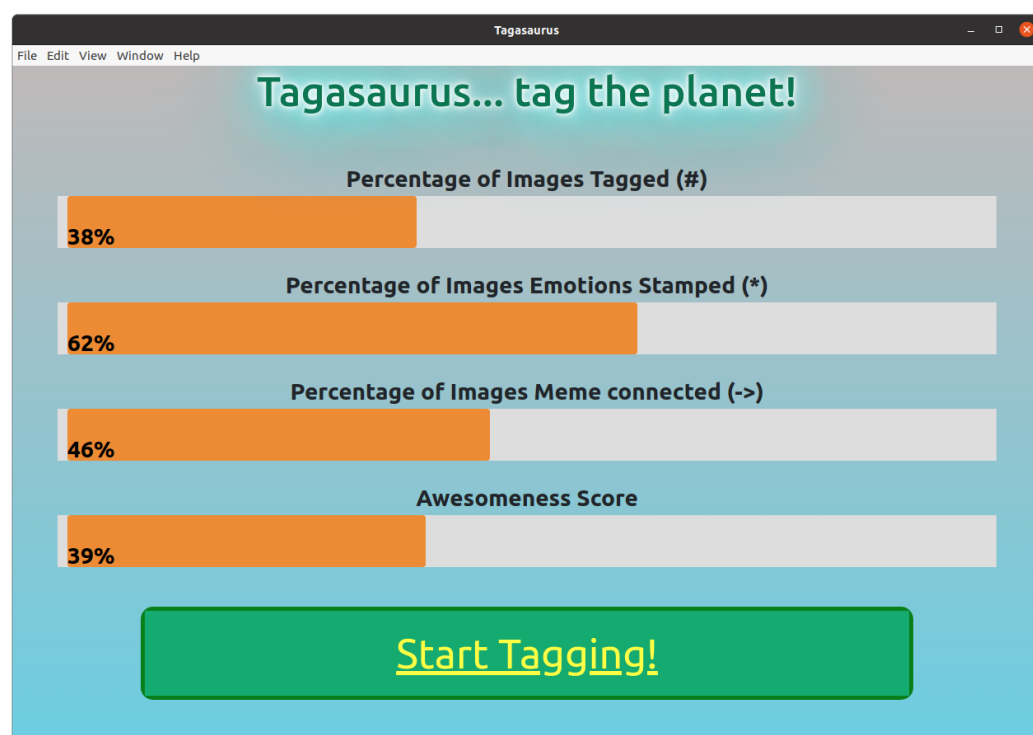 Tagasaurus
File Edit View Window Help
Tagasaurus... tag the planet!
Percentage of Images Tagged (#)
38%
Percentage of Images Emotions Stamped (*)
62%
Percentage of Images Meme connected (->)
46%
Awesomeness Score
39%
Start Tagging!